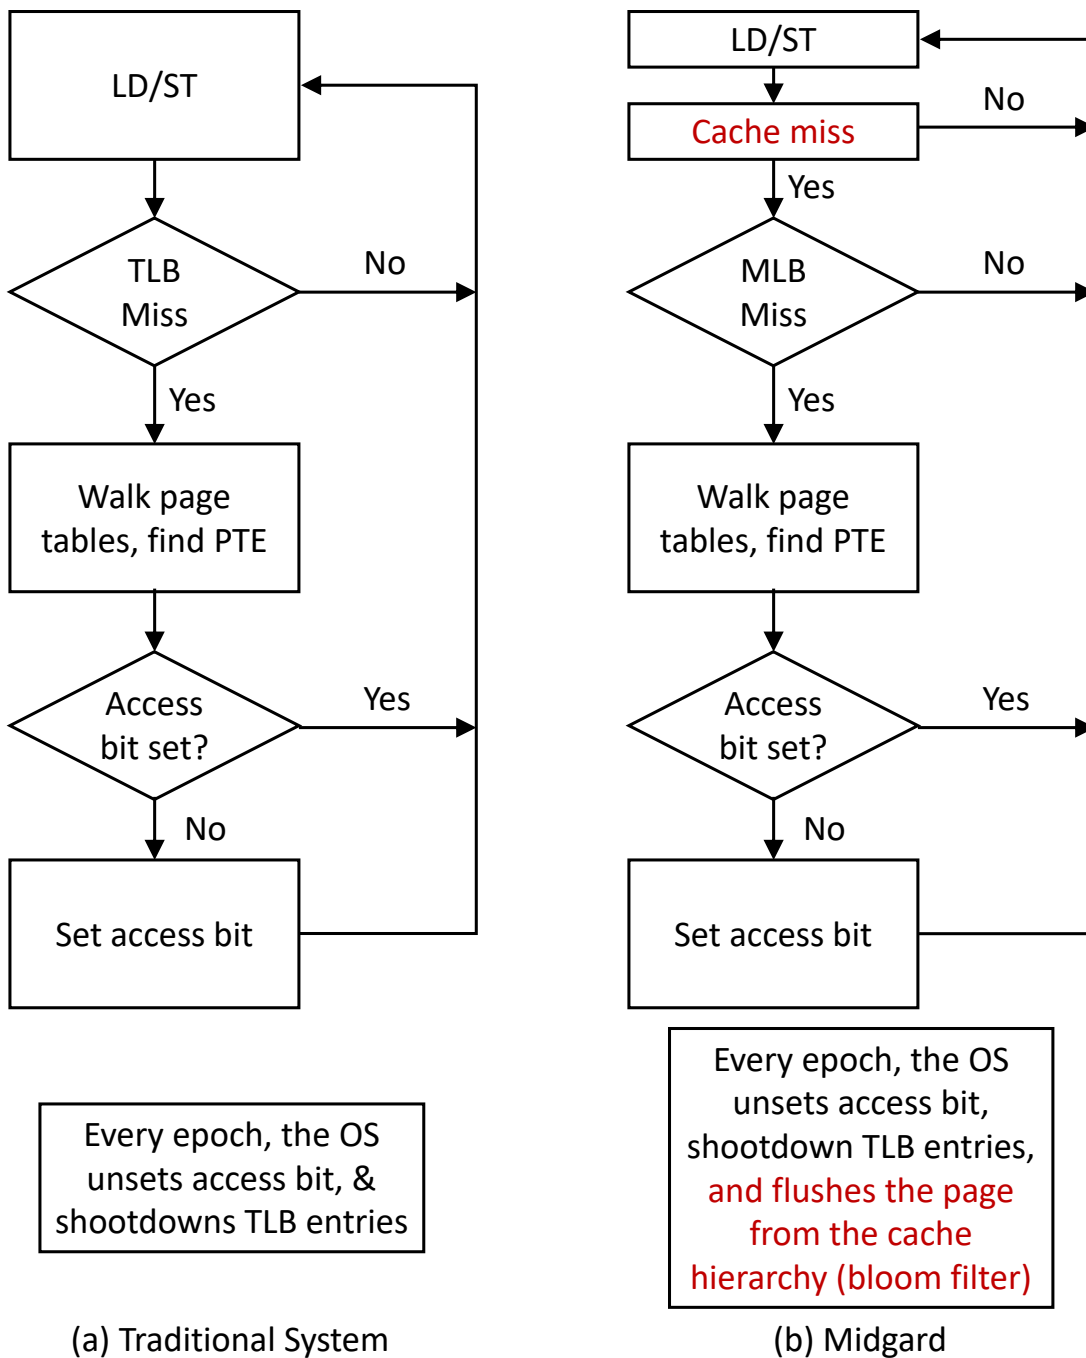 LD/ST
TLB
Miss
No
Yes
Walk page
tables, find PTE
Access
bit set?
Yes
No
Set access bit
Every epoch, the OS
unsets access bit, &
shootdowns TLB entries
(a) Traditional System
LD/ST
Cache miss
No
Yes
MLB
Miss
No
Yes
Walk page
tables, find PTE
Access
bit set?
Yes
No
Set access bit
Every epoch, the OS
unsets access bit,
shootdown TLB entries,
and flushes the page
from the cache
hierarchy (bloom filter)
(b) Midgard